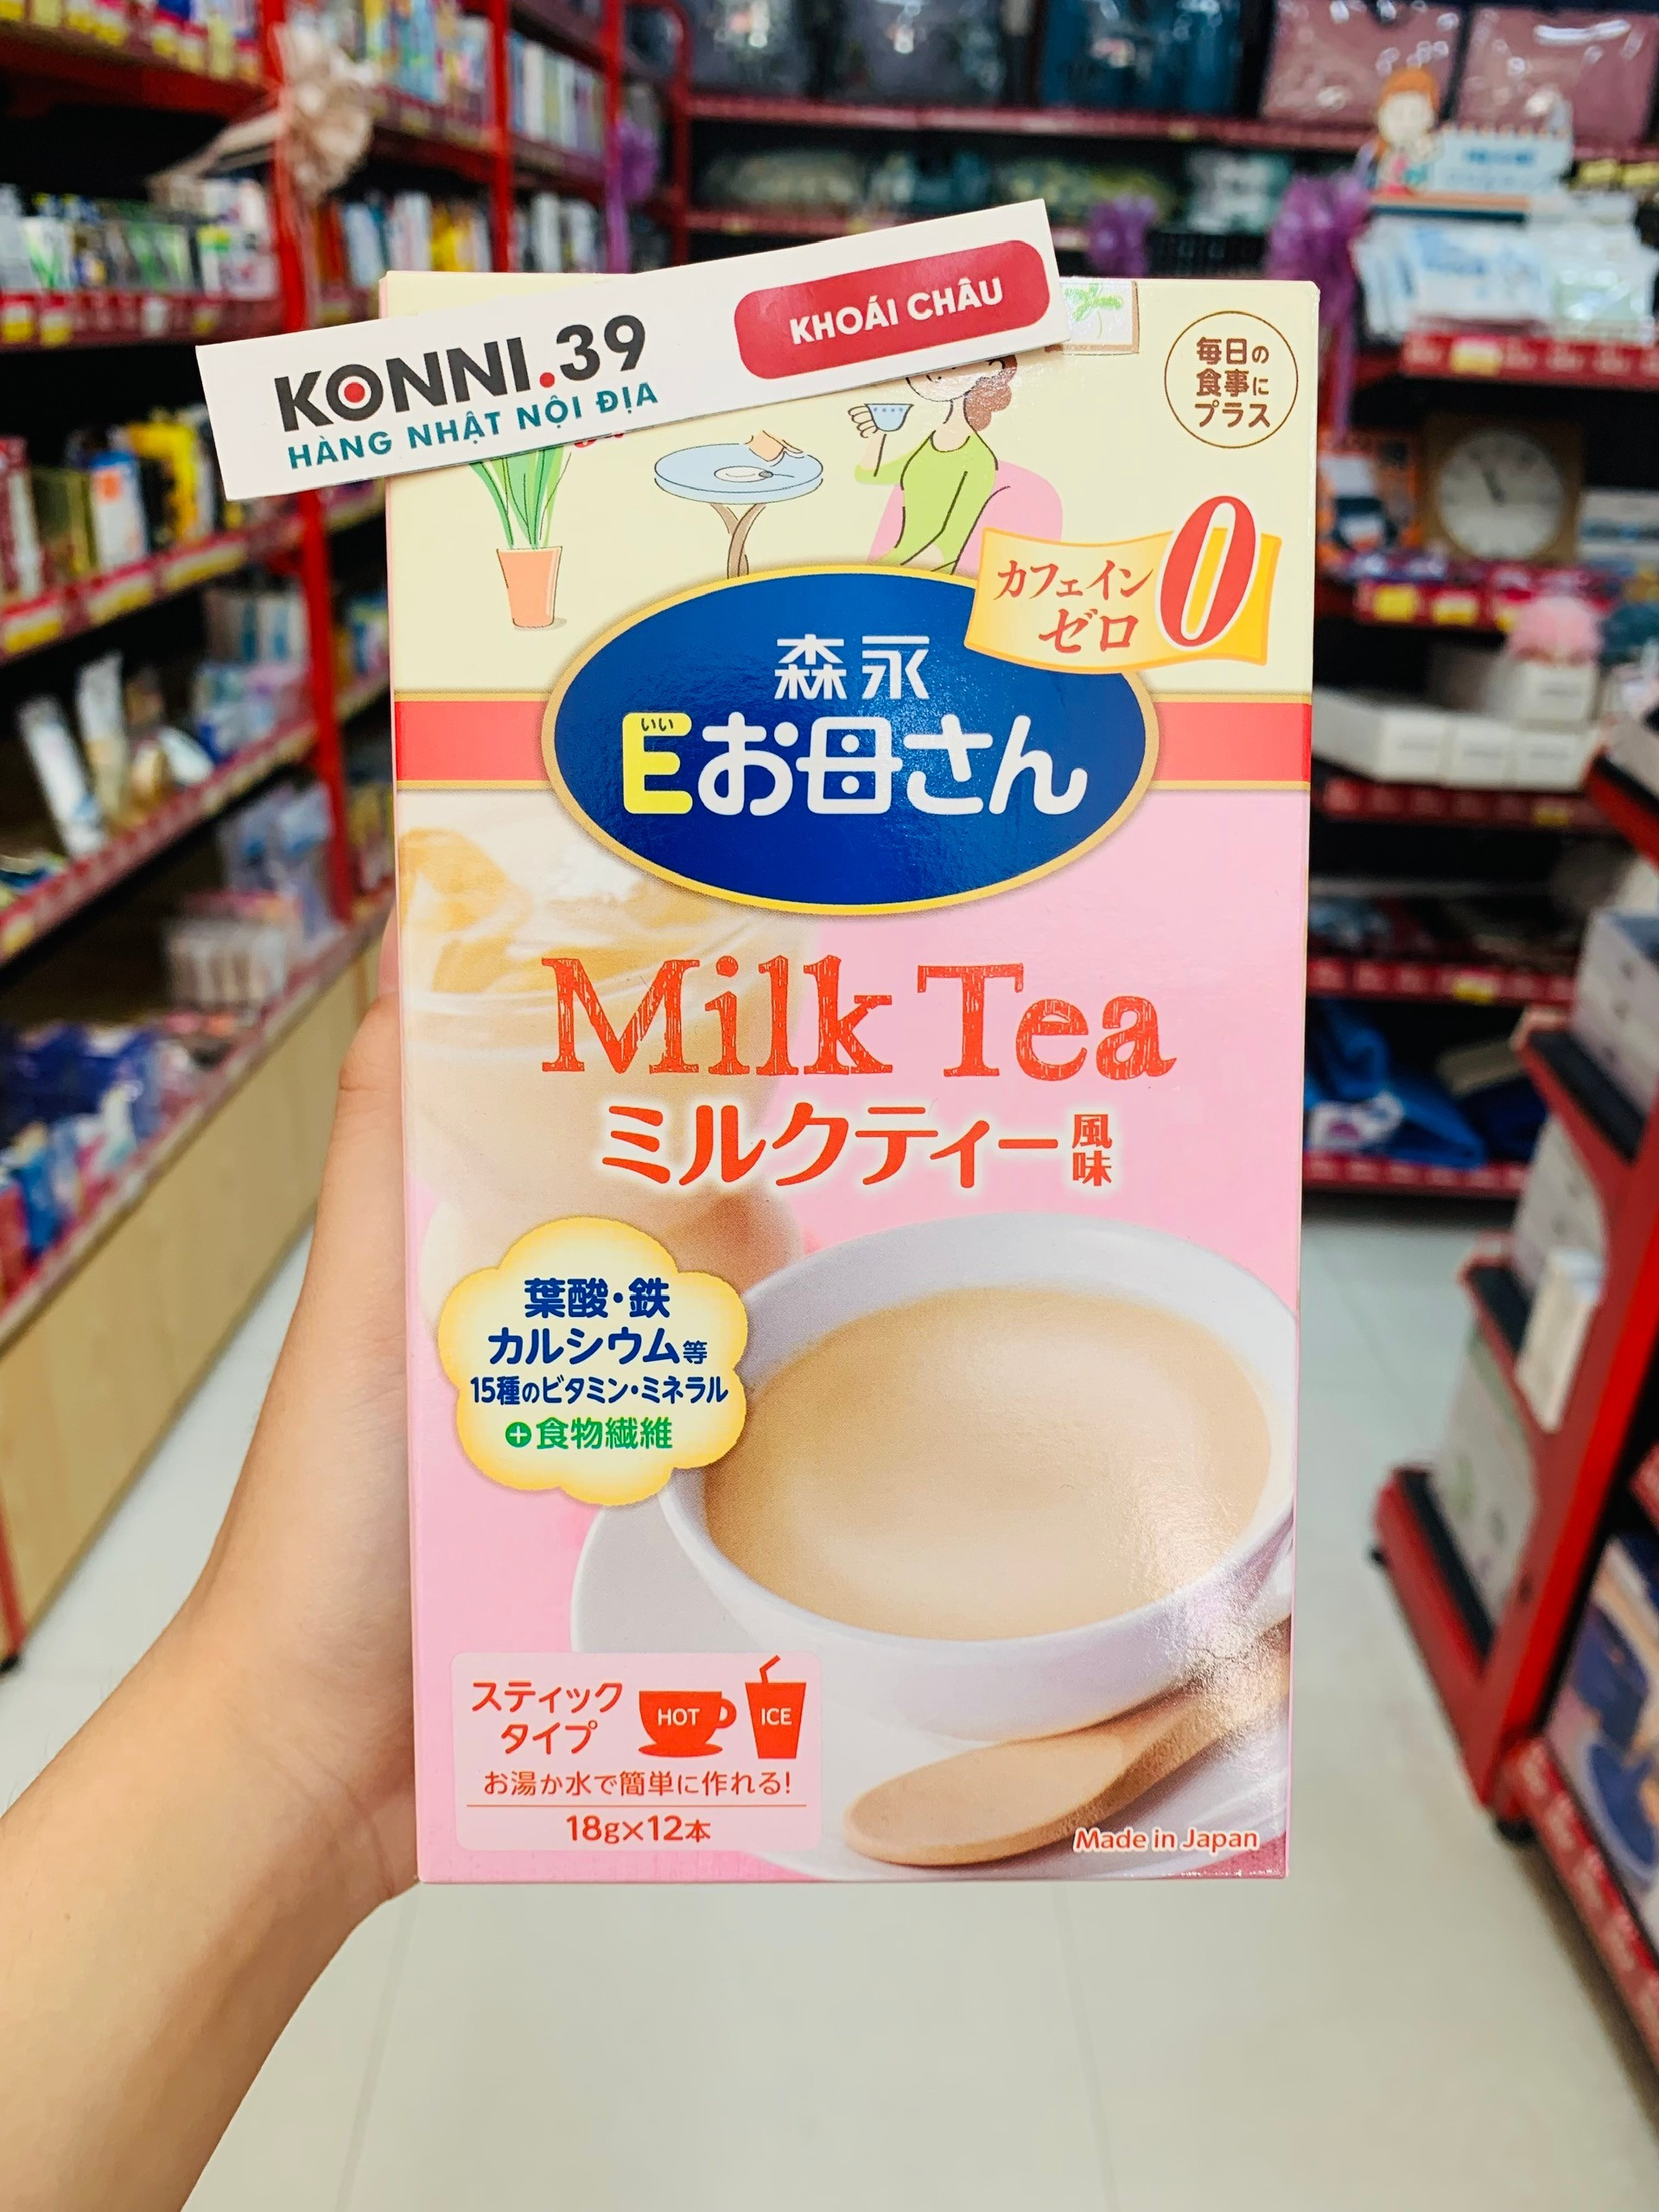 KONNI.39
HÀNG NHẬT NỘI ĐỊA
KHOÁI CHÂU
毎日の
食事に
プラス
カフェイン
ゼロ
0
森永
いい
Eお母さん
Milk Tea
ミルクティー風味
葉酸・鉄
カルシウム等
15種のビタミン・ミネラル
+食物繊維
スティック
タイプ
HOT
ICE
お湯か水で簡単に作れる!
18g×12本
Made in Japan